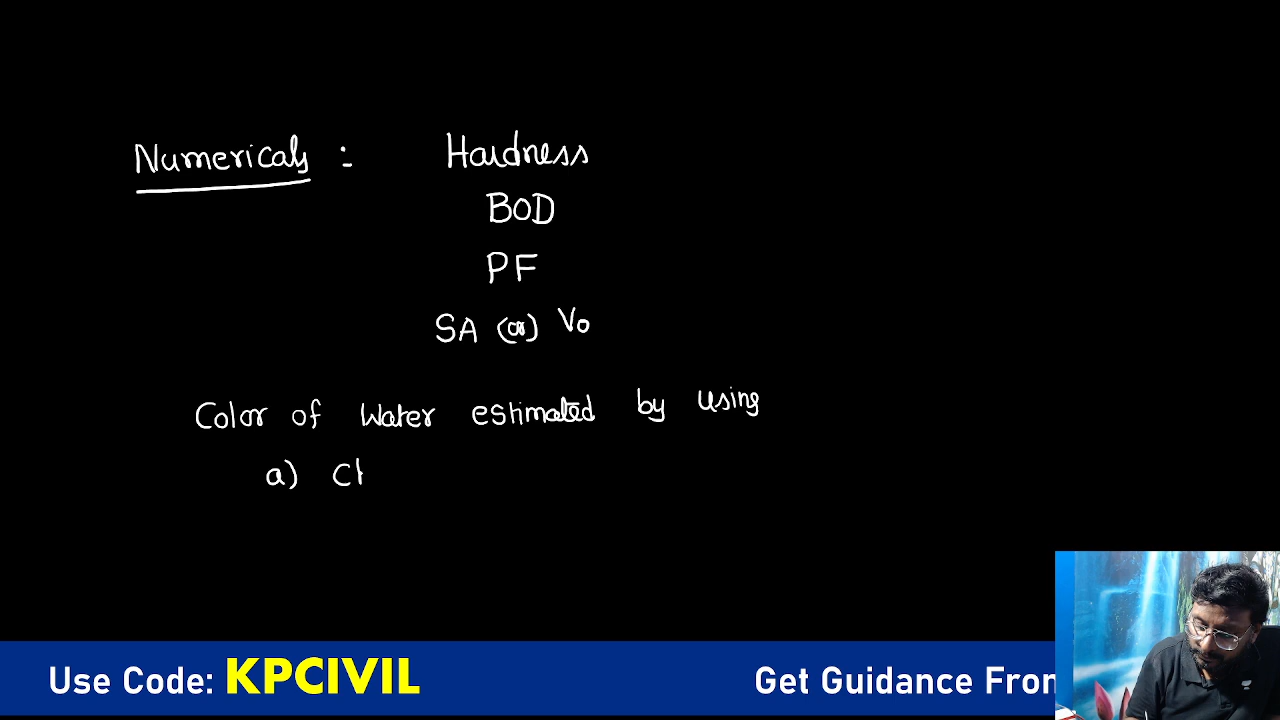 Numericals : Hardness
BOD
PF
SA (or) Vo
Color of Water estimated by using
a) Ch
Use Code: KPCIVIL
Get Guidance From